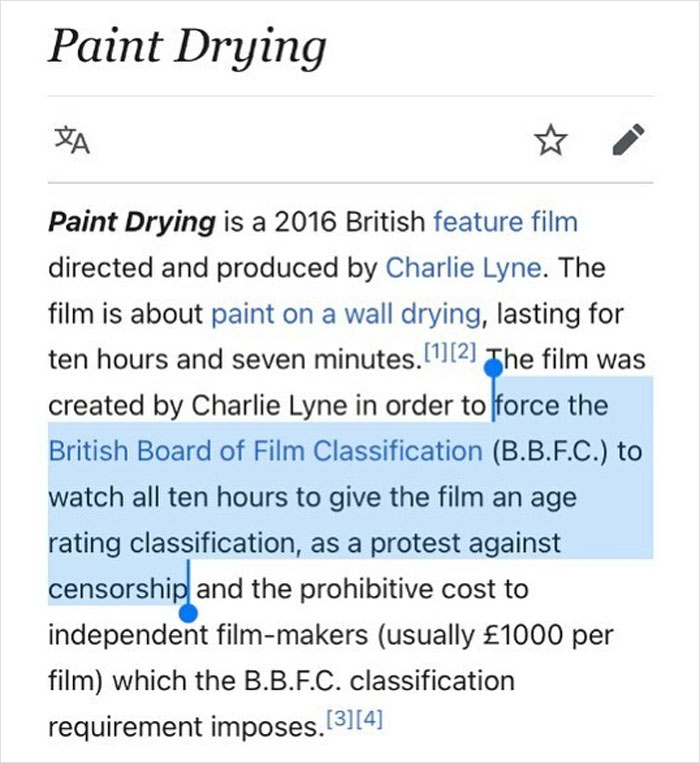 Paint Drying
文A
Paint Drying is a 2016 British feature film
directed and produced by Charlie Lyne. The
film is about paint on a wall drying, lasting for
ten hours and seven minutes.[1][2] The film was
created by Charlie Lyne in order to force the
British Board of Film Classification (B.B.F.C.) to
watch all ten hours to give the film an age
rating classification, as a protest against
censorship and the prohibitive cost to
independent film-makers (usually £1000 per
film) which the B.B.F.C. classification
requirement imposes.[3][4]